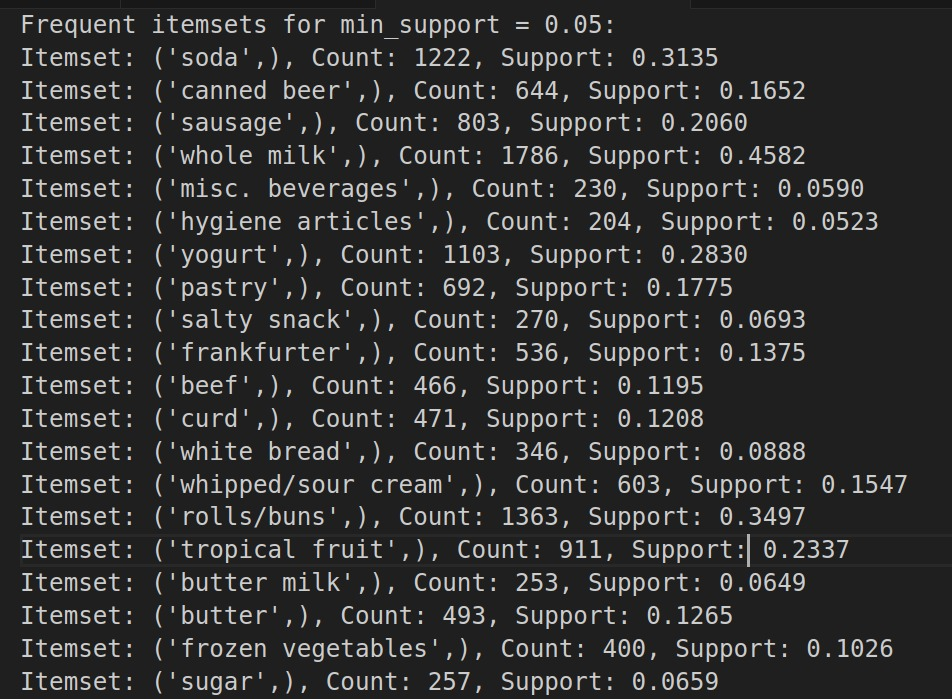 Frequent itemsets for min_support = 0.05:
Itemset: ('soda',), Count: 1222, Support: 0.3135
Itemset: ('canned beer',), Count: 644, Support: 0.1652
Itemset: ('sausage',), Count: 803, Support: 0.2060
Itemset: ('whole milk',), Count: 1786, Support: 0.4582
Itemset: ('misc. beverages',), Count: 230, Support: 0.0590
Itemset: ('hygiene articles',), Count: 204, Support: 0.0523
Itemset: ('yogurt',), Count: 1103, Support: 0.2830
Itemset: ('pastry',), Count: 692, Support: 0.1775
Itemset: ('salty snack',), Count: 270, Support: 0.0693
Itemset: ('frankfurter',), Count: 536, Support: 0.1375
Itemset: ('beef',), Count: 466, Support: 0.1195
Itemset: ('curd',), Count: 471, Support: 0.1208
Itemset: ('white bread',), Count: 346, Support: 0.0888
Itemset: ('whipped/sour cream',), Count: 603, Support: 0.1547
Itemset: ('rolls/buns',), Count: 1363, Support: 0.3497
Itemset: ('tropical fruit',), Count: 911, Support: 0.2337
Itemset: ('butter milk',), Count: 253, Support: 0.0649
Itemset: ('butter',), Count: 493, Support: 0.1265
Itemset: ('frozen vegetables',), Count: 400, Support: 0.1026
Itemset: ('sugar',), Count: 257, Support: 0.0659